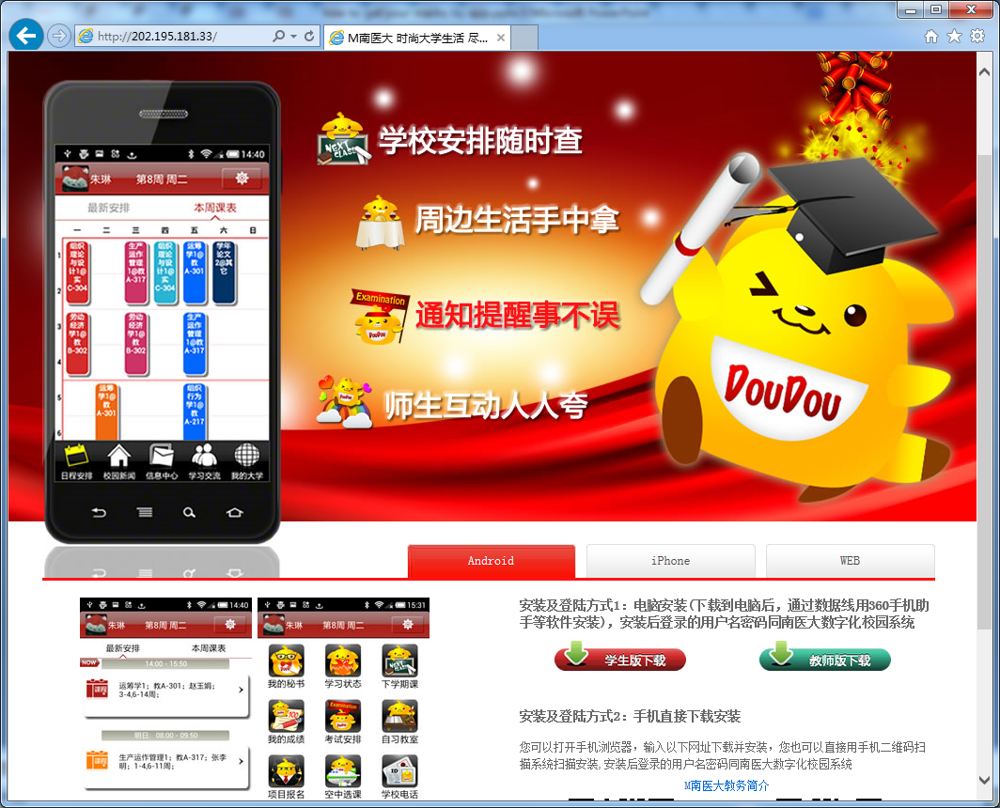 http://202.195.181.33/
M南医大 时尚大学生活 尽...
14:40
朱琳
第8周 周二
最新安排
本周课表
一 二 三 四 五 六 日
1
组织理论与设计1@实C-304
生产运作管理1@教A-317
组织理论与设计1@实C-304
运筹学1@教A-301
学年论文2@其它
2
3
劳动经济学1@教B-302
劳动经济学1@教B-302
生产运作管理1@教A-317
4
5
运筹学1@教A-301
组织行为学1@教A-217
6
日程安排 校园新闻 信息中心 学习交流 我的大学
NEXT CLASS
学校安排随时查
周边生活手中拿
Examination
DouDou
通知提醒事不误
师生互动人人夸
DouDou
Android
iPhone
WEB
14:40
朱琳
第8周 周二
最新安排
本周课表
NOW
14:00 - 15:50
课程
运筹学1；教A-301；赵玉娟；
3-4,6-14周；
明日: 08:00 - 09:50
课程
生产运作管理1；教A-317；张李
明；1-4,6-11周；
15:31
朱琳
第8周 周二
我的秘书 学习状态 下学期课
Examination
我的成绩 考试安排 自习教室
项目报名 空中选课 学校电话
安装及登陆方式1：电脑安装(下载到电脑后，通过数据线用360手机助
手等软件安装)，安装后登录的用户名密码同南医大数字化校园系统
学生版下载
教师版下载
安装及登陆方式2：手机直接下载安装
您可以打开手机浏览器，输入以下网址下载并安装，您也可以直接用手机二维码扫
描系统扫描安装,安装后登录的用户名密码同南医大数字化校园系统
M南医大教务简介